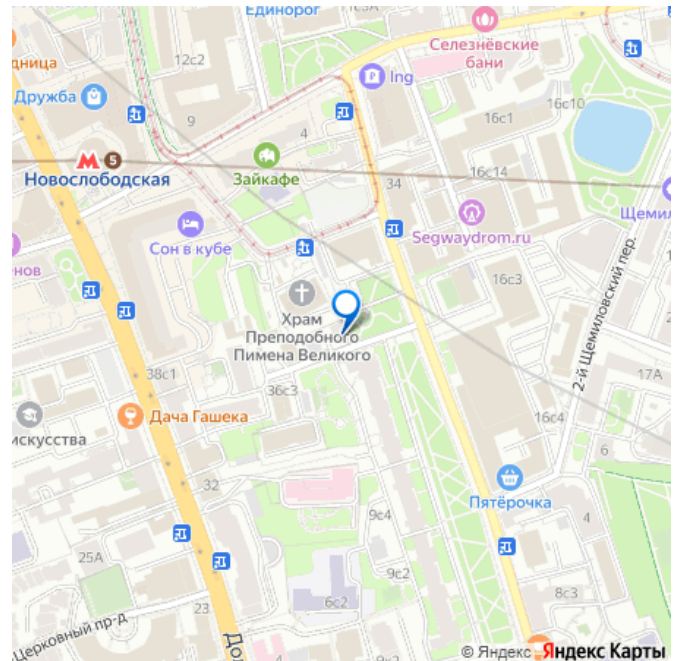 Единорог
Селезнёвские
бани
12с2
дница
Ing
Дружба
16с10
9
16с1
4
М 5
Новослободская
Зайкафе
16с14
34
Щемил
Сон в кубе
Segwaydrom.ru
нов
16с3
2-й Щемиловский пер.
Храм
Преподобного
Пимена Великого
38с1
36с3
17А
Дача Гашека
искусства
16с4
6
32
Пятёрочка
9с4
4
25А
9с2
8с3
6с2
23
Церковный пр-д
Дол
© Яндекс Яндекс Карты